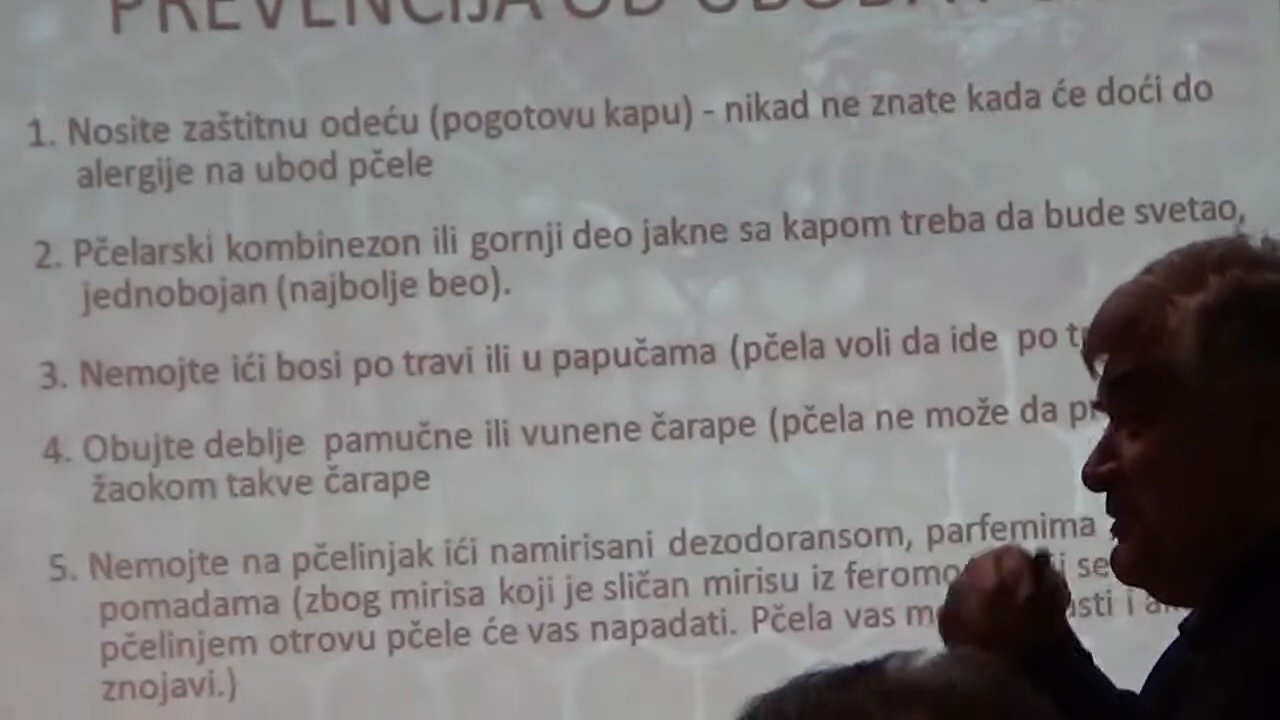 PREVENCIJA OD
1. Nosite zaštitnu odeću (pogotovu kapu) - nikad ne znate kada će doći do
alergije na ubod pčele
2. Pčelarski kombinezon ili gornji deo jakne sa kapom treba da bude svetao,
jednobojan (najbolje beo).
3. Nemojte ići bosi po travi ili u papučama (pčela voli da ide po
4. Obujte deblje pamučne ili vunene čarape (pčela ne može da
žaokom takve čarape
5. Nemojte na pčelinjak ići namirisani dezodoransom, parfemima
pomadama (zbog mirisa koji je sličan mirisu iz
pčelinjem otrovu pčele će vas napadati. Pčela vas
znojavi.)